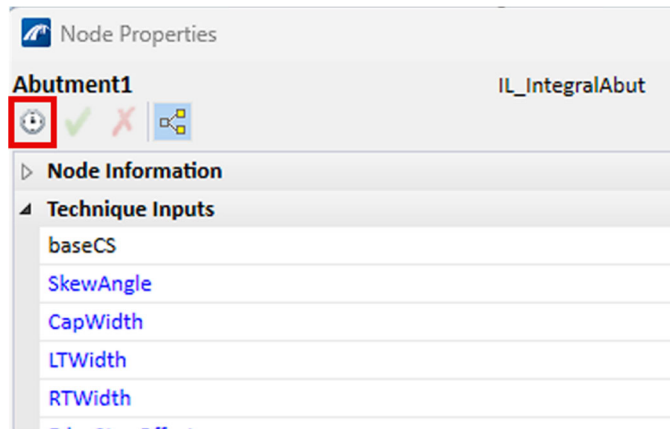 Node Properties
Abutment1 IL_IntegralAbut
Node Information
Technique Inputs
baseCS
SkewAngle
CapWidth
LTWidth
RTWidth